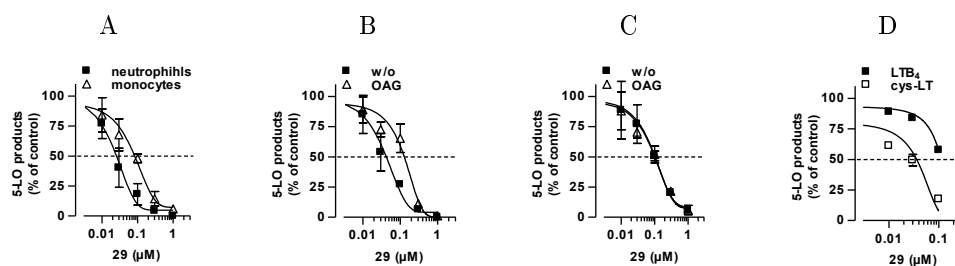 A
neutrophihls
monocytes
5-LO products
(% of control)
100
75
50
25
0
0.01 0.1 1
29 (µM)
B
w/o
OAG
5-LO products
(% of control)
100
75
50
25
0
0.01 0.1 1
29 (µM)
C
w/o
OAG
5-LO products
(% of control)
100
75
50
25
0
0.01 0.1 1
29 (µM)
D
LTB₄
cys-LT
5-LO products
(% of control)
100
75
50
25
0
0.01 0.1
29 (µM)